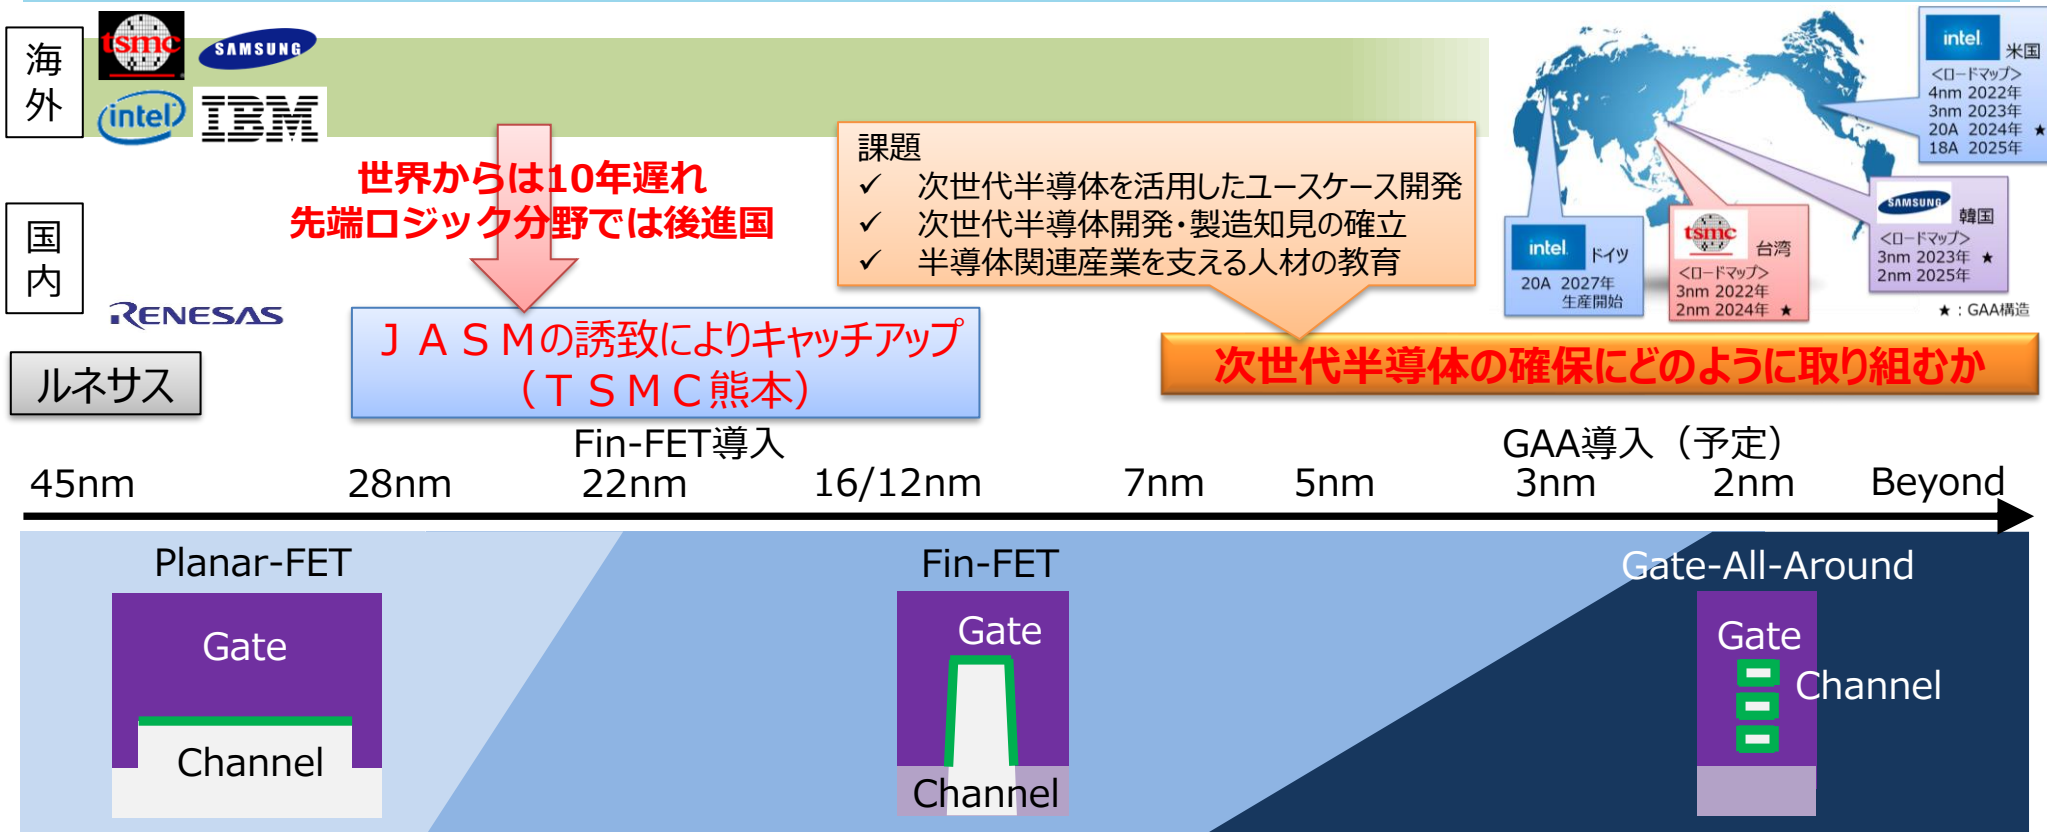 海外
tsmc
SAMSUNG
intel
IBM
世界からは10年遅れ
先端ロジック分野では後進国
課題
✓ 次世代半導体を活用したユースケース開発
✓ 次世代半導体開発・製造知見の確立
✓ 半導体関連産業を支える人材の教育
intel 米国
<ロードマップ>
4nm 2022年
3nm 2023年
20A 2024年 ★
18A 2025年
SAMSUNG 韓国
<ロードマップ>
3nm 2023年 ★
2nm 2025年
intel ドイツ
20A 2027年
生産開始
tsmc 台湾
<ロードマップ>
3nm 2022年
2nm 2024年 ★
★：GAA構造
国内
RENESAS
ルネサス
ＪＡＳＭの誘致によりキャッチアップ
（ＴＳＭＣ熊本）
次世代半導体の確保にどのように取り組むか
Fin-FET導入
GAA導入（予定）
45nm 28nm 22nm 16/12nm 7nm 5nm 3nm 2nm Beyond
Planar-FET
Gate
Channel
Fin-FET
Gate
Channel
Gate-All-Around
Gate
Channel